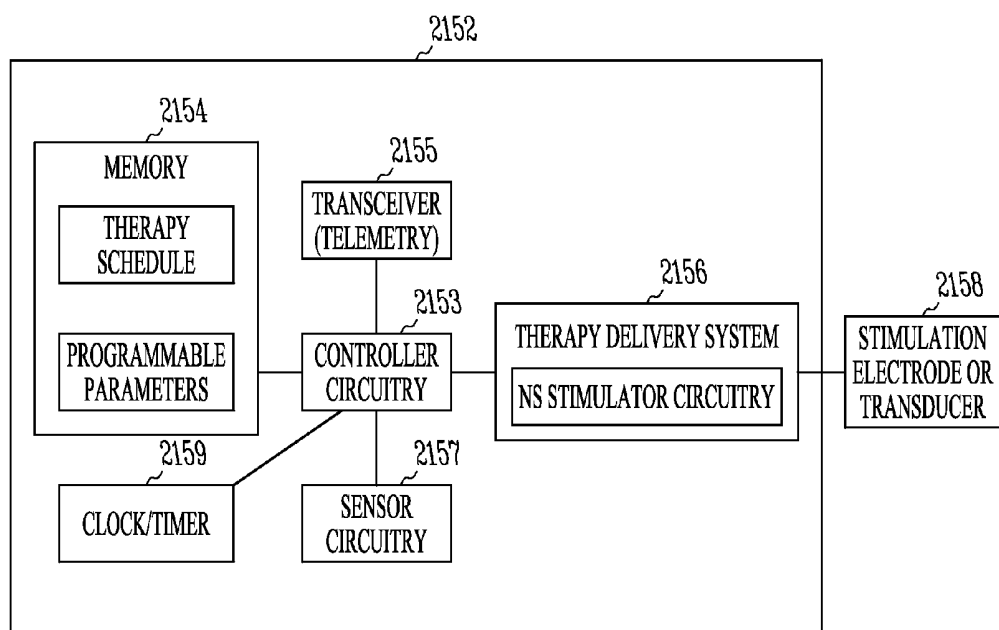 2152
2154
MEMORY
THERAPY
SCHEDULE
PROGRAMMABLE
PARAMETERS
2155
TRANSCEIVER
(TELEMETRY)
2153
CONTROLLER
CIRCUITRY
2156
THERAPY DELIVERY SYSTEM
NS STIMULATOR CIRCUITRY
2158
STIMULATION
ELECTRODE OR
TRANSDUCER
2159
CLOCK/TIMER
2157
SENSOR
CIRCUITRY